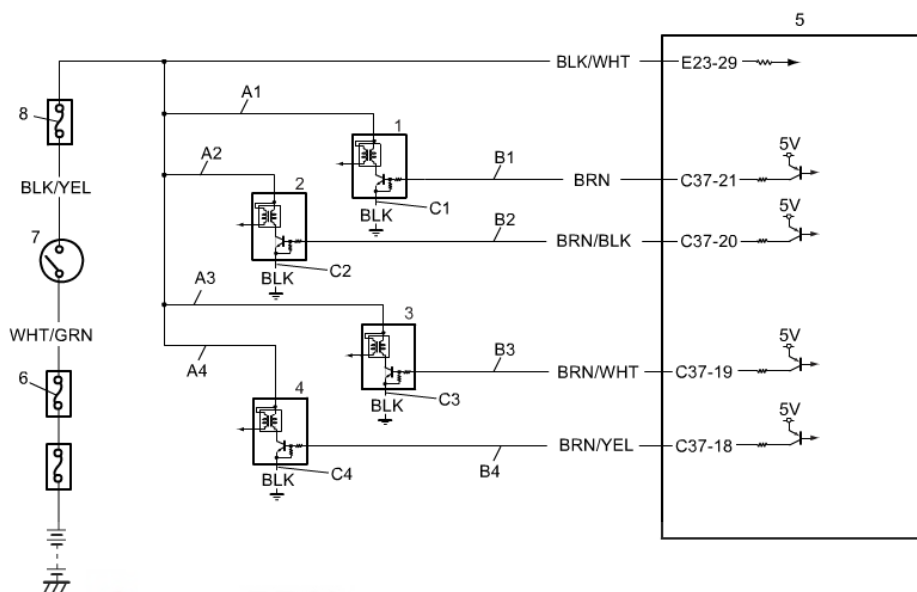 5
BLK/WHT E23-29
A1
8
1
5V
A2
B1
BLK/YEL
BRN C37-21
2
5V
BLK C1
B2
7
BRN/BLK C37-20
A3
BLK C2
3
5V
WHT/GRN
B3
A4
BRN/WHT C37-19
6
4
BLK C3
5V
BRN/YEL C37-18
BLK C4
B4